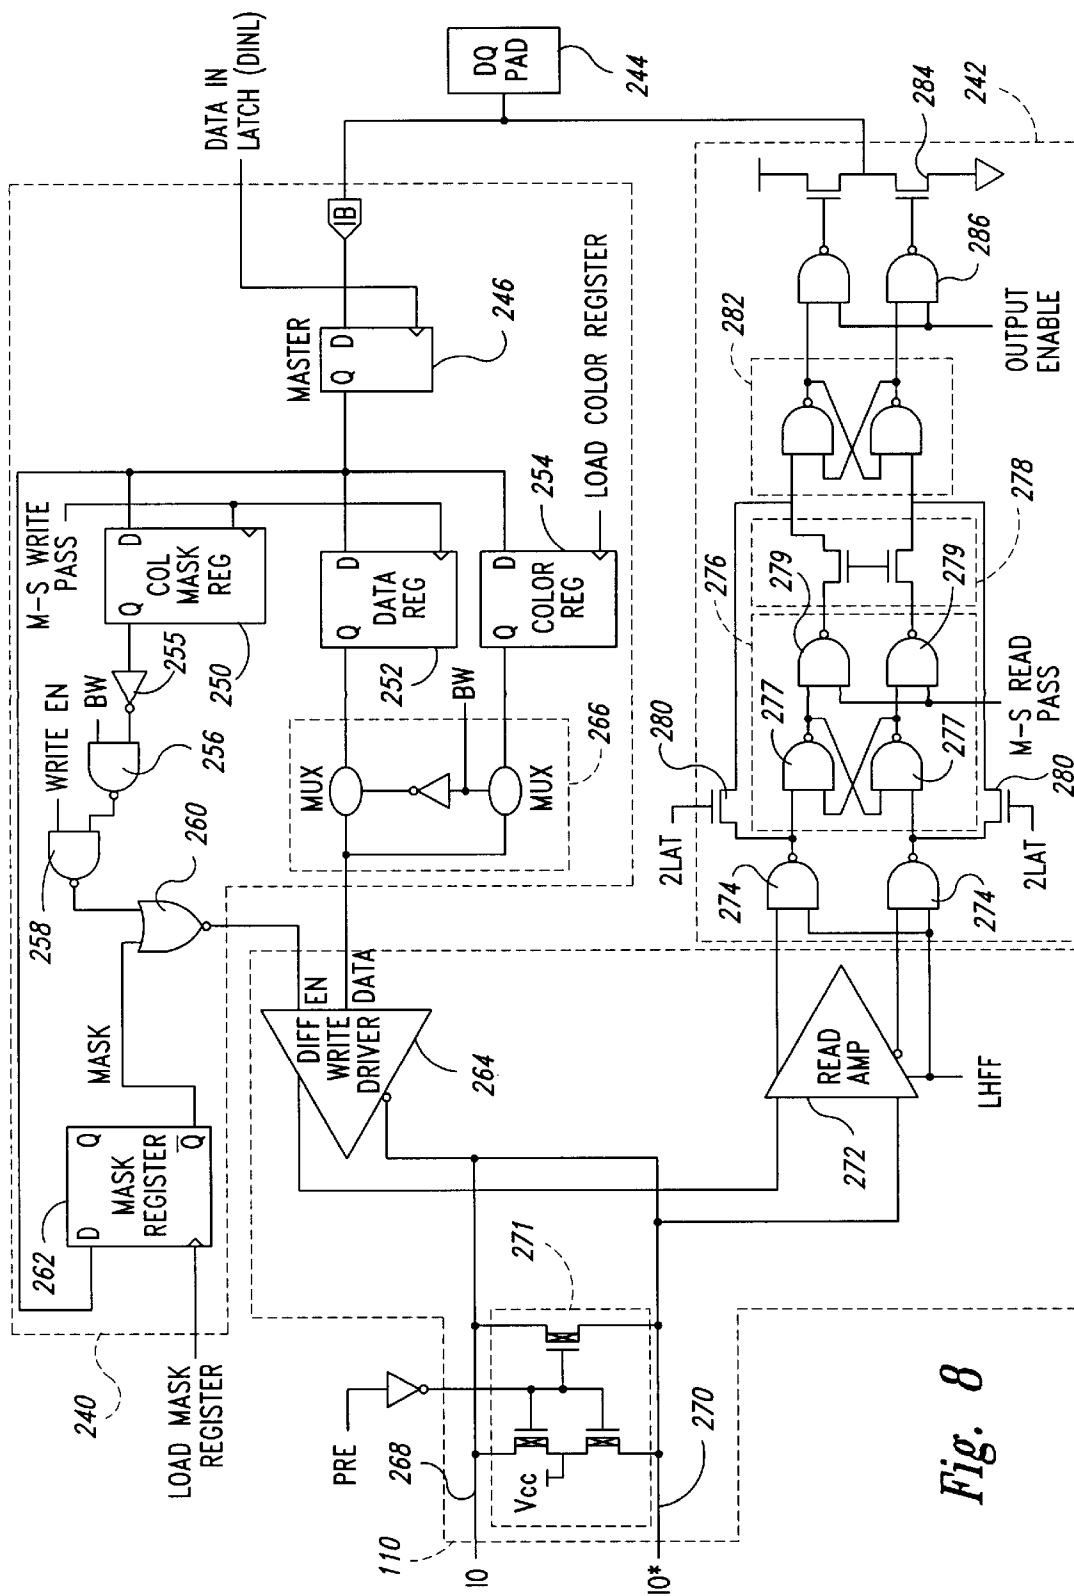 DATA IN
LATCH (DINL)
DQ
PAD
244
IB
MASTER
D
Q
246
M-S WRITE
PASS
D
Q
COL
MASK
REG
250
255
BW
WRITE EN
256
258
260
D
Q
DATA
REG
252
D
Q
COLOR
REG
254
LOAD COLOR REGISTER
BW
MUX
MUX
266
MASK
EN
DATA
DIFF
WRITE
DRIVER
264
262
D
Q
MASK
REGISTER
Q
240
LOAD MASK
REGISTER
PRE
268
Vcc
271
270
110
IO
IO*
READ
AMP
272
LHFF
274
274
2LAT
2LAT
280
280
277
277
276
279
279
278
M-S READ
PASS
282
OUTPUT
ENABLE
286
284
242
Fig. 8